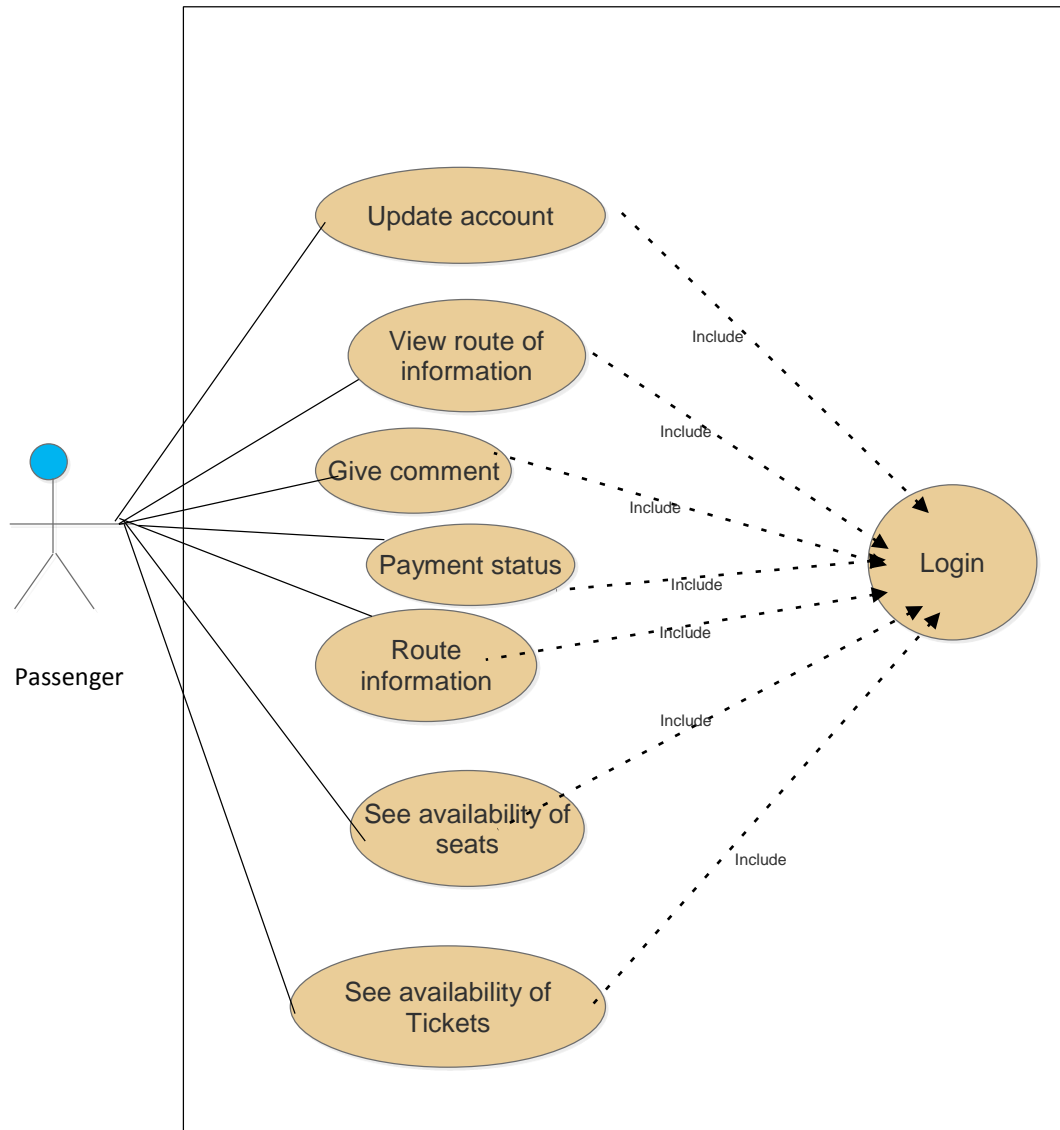 Update account
Include
View route of
information
Include
Give comment
Include
Payment status
Include
Login
Route
information
Include
Passenger
See availability of
seats
Include
See availability of
Tickets
Include